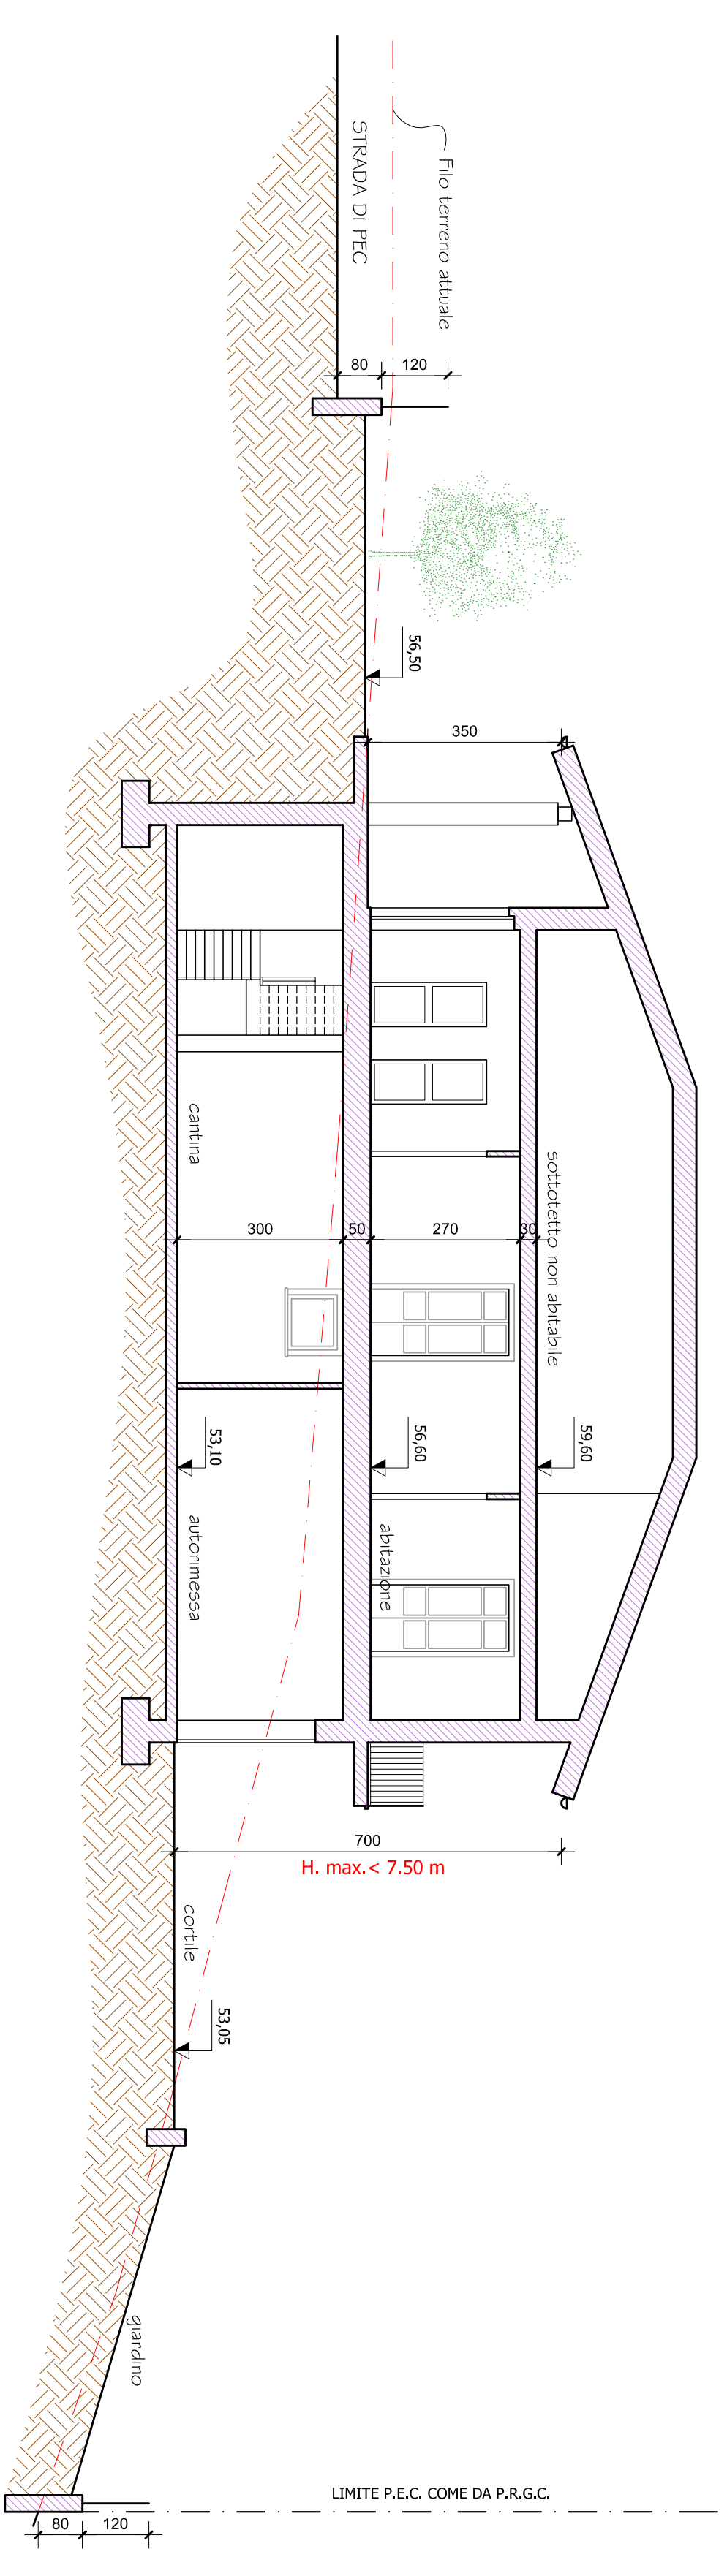 STRADA DI PEC
Filo terreno attuale
80
120
56,50
350
cantina
300
50
270
30
sottotetto non abitabile
53,10
56,60
59,60
autorimessa
abitazione
700
H. max.< 7.50 m
cortile
53,05
giardino
LIMITE P.E.C. COME DA P.R.G.C.
80
120